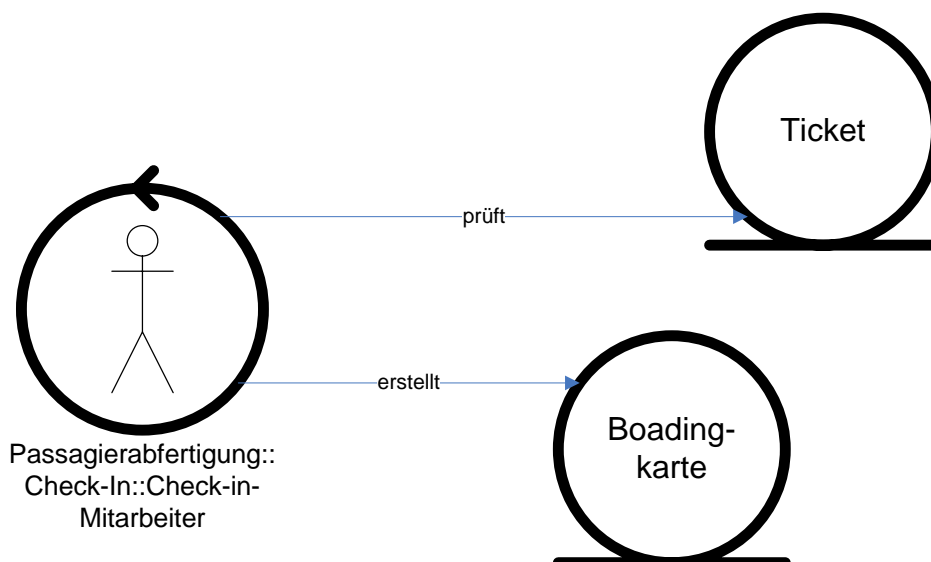 Ticket
prüft
erstellt
Boading-
karte
Passagierabfertigung::
Check-In::Check-in-
Mitarbeiter